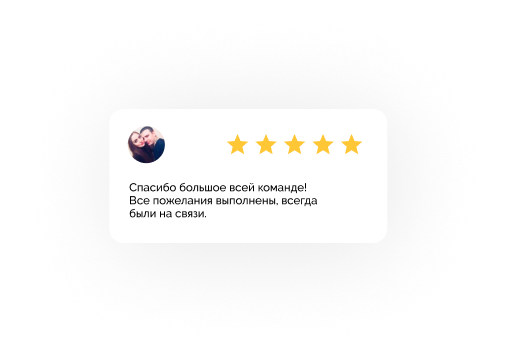 Спасибо большое всей команде!
Все пожелания выполнены, всегда
были на связи.